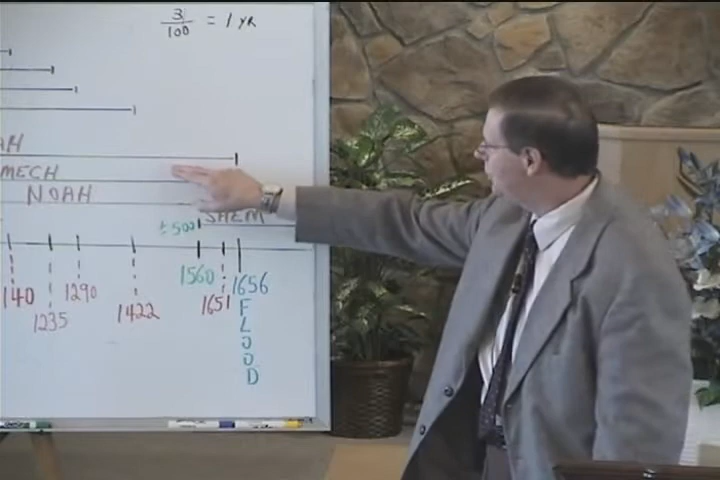 3
100 = 1 YR
AH
MECH
NOAH
SHEM
±500
1560
1656
140
1290
1651
1235
1422
FLOOD